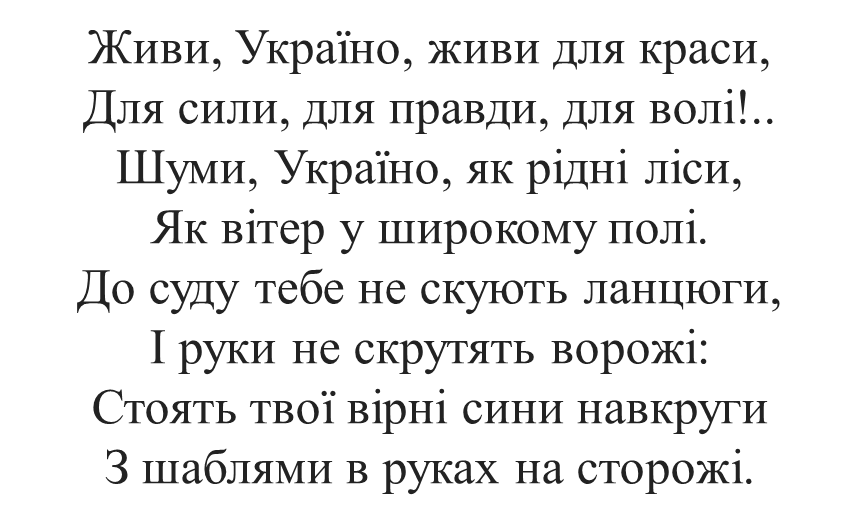 Живи, Україно, живи для краси,
Для сили, для правди, для волі!..
Шуми, Україно, як рідні ліси,
Як вітер у широкому полі.
До суду тебе не скують ланцюги,
І руки не скрутять ворожі:
Стоять твої вірні сини навкруги
З шаблями в руках на сторожі.